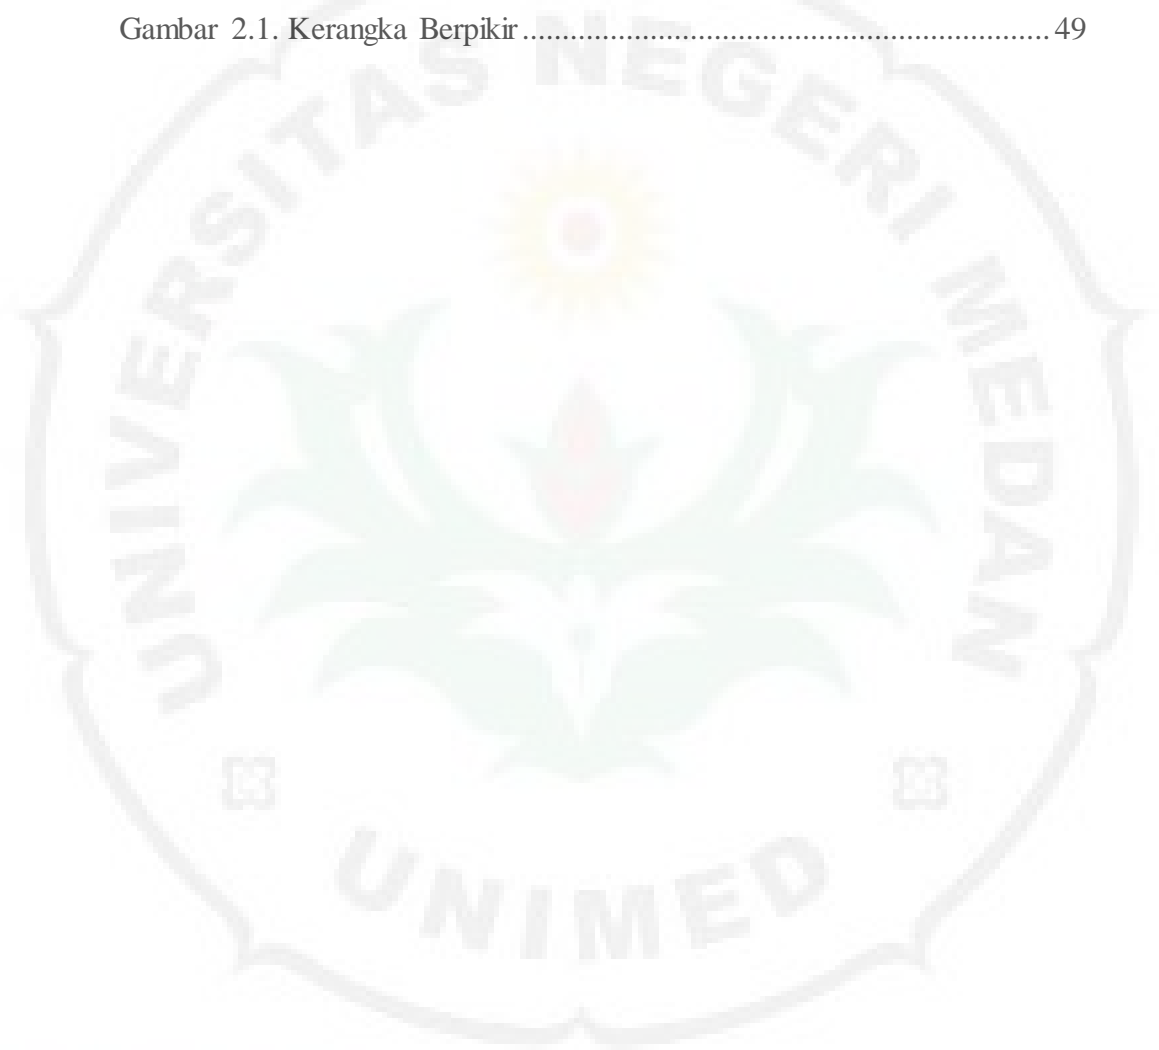 Gambar 2.1. Kerangka Berpikir.................................................................. 49
UNIVERSITAS NEGERI MEDAN
UNIMED